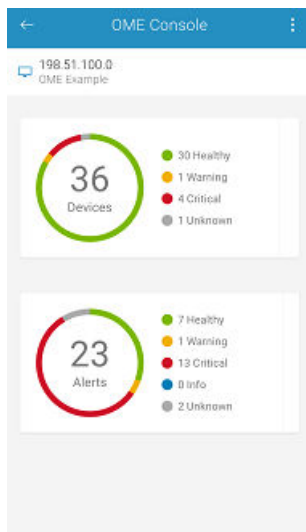 OME Console
198.51.100.0
OME Example
36
Devices
30 Healthy
1 Warning
4 Critical
1 Unknown
23
Alerts
7 Healthy
1 Warning
13 Critical
0 Info
2 Unknown